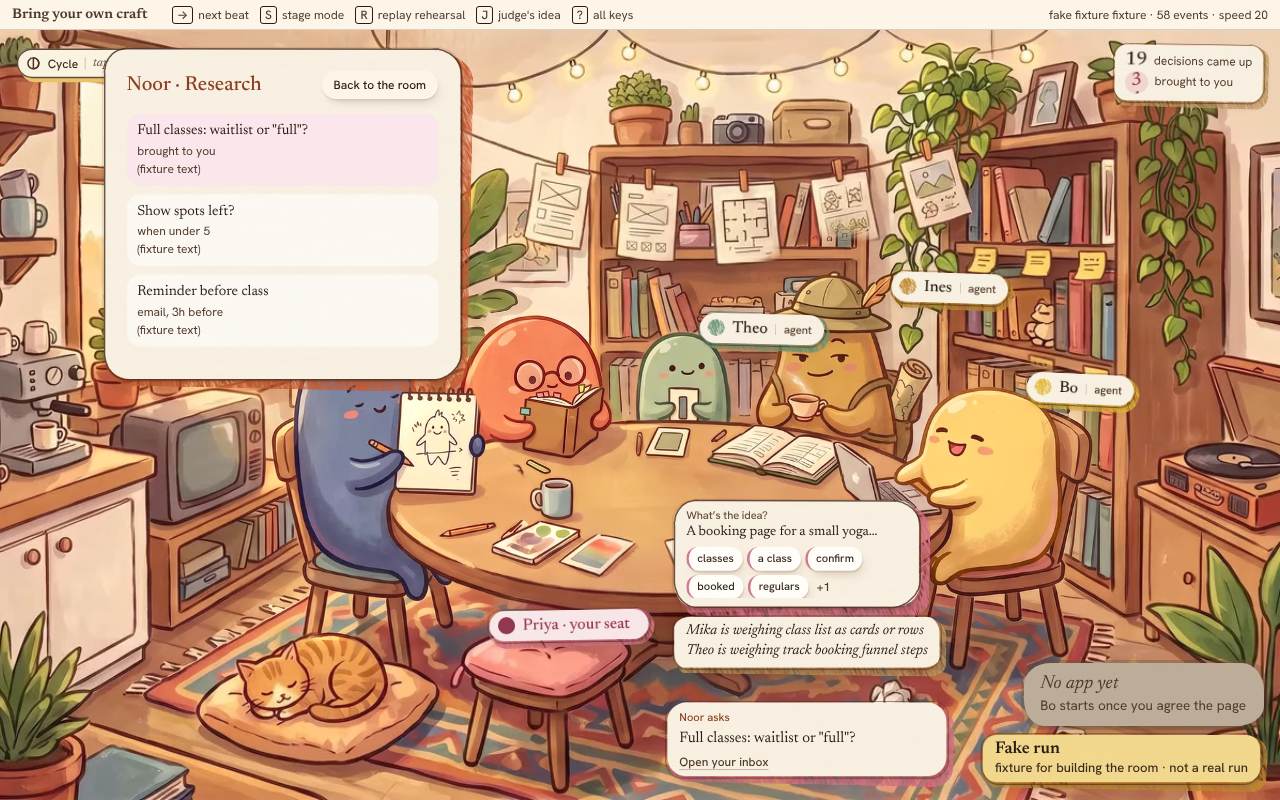 Bring your own craft
→ next beat S stage mode R replay rehearsal J judge's idea ? all keys
fake fixture fixture · 58 events · speed 20
Cycle
Noor · Research
Back to the room
Full classes: waitlist or "full"?
brought to you
(fixture text)
Show spots left?
when under 5
(fixture text)
Reminder before class
email, 3h before
(fixture text)
19 decisions came up
3 brought to you
Ines agent
Theo agent
Bo agent
What's the idea?
A booking page for a small yoga...
classes a class confirm
booked regulars +1
Priya · your seat
Mika is weighing class list as cards or rows
Theo is weighing track booking funnel steps
Noor asks
Full classes: waitlist or "full"?
Open your inbox
No app yet
Bo starts once you agree the page
Fake run
fixture for building the room · not a real run